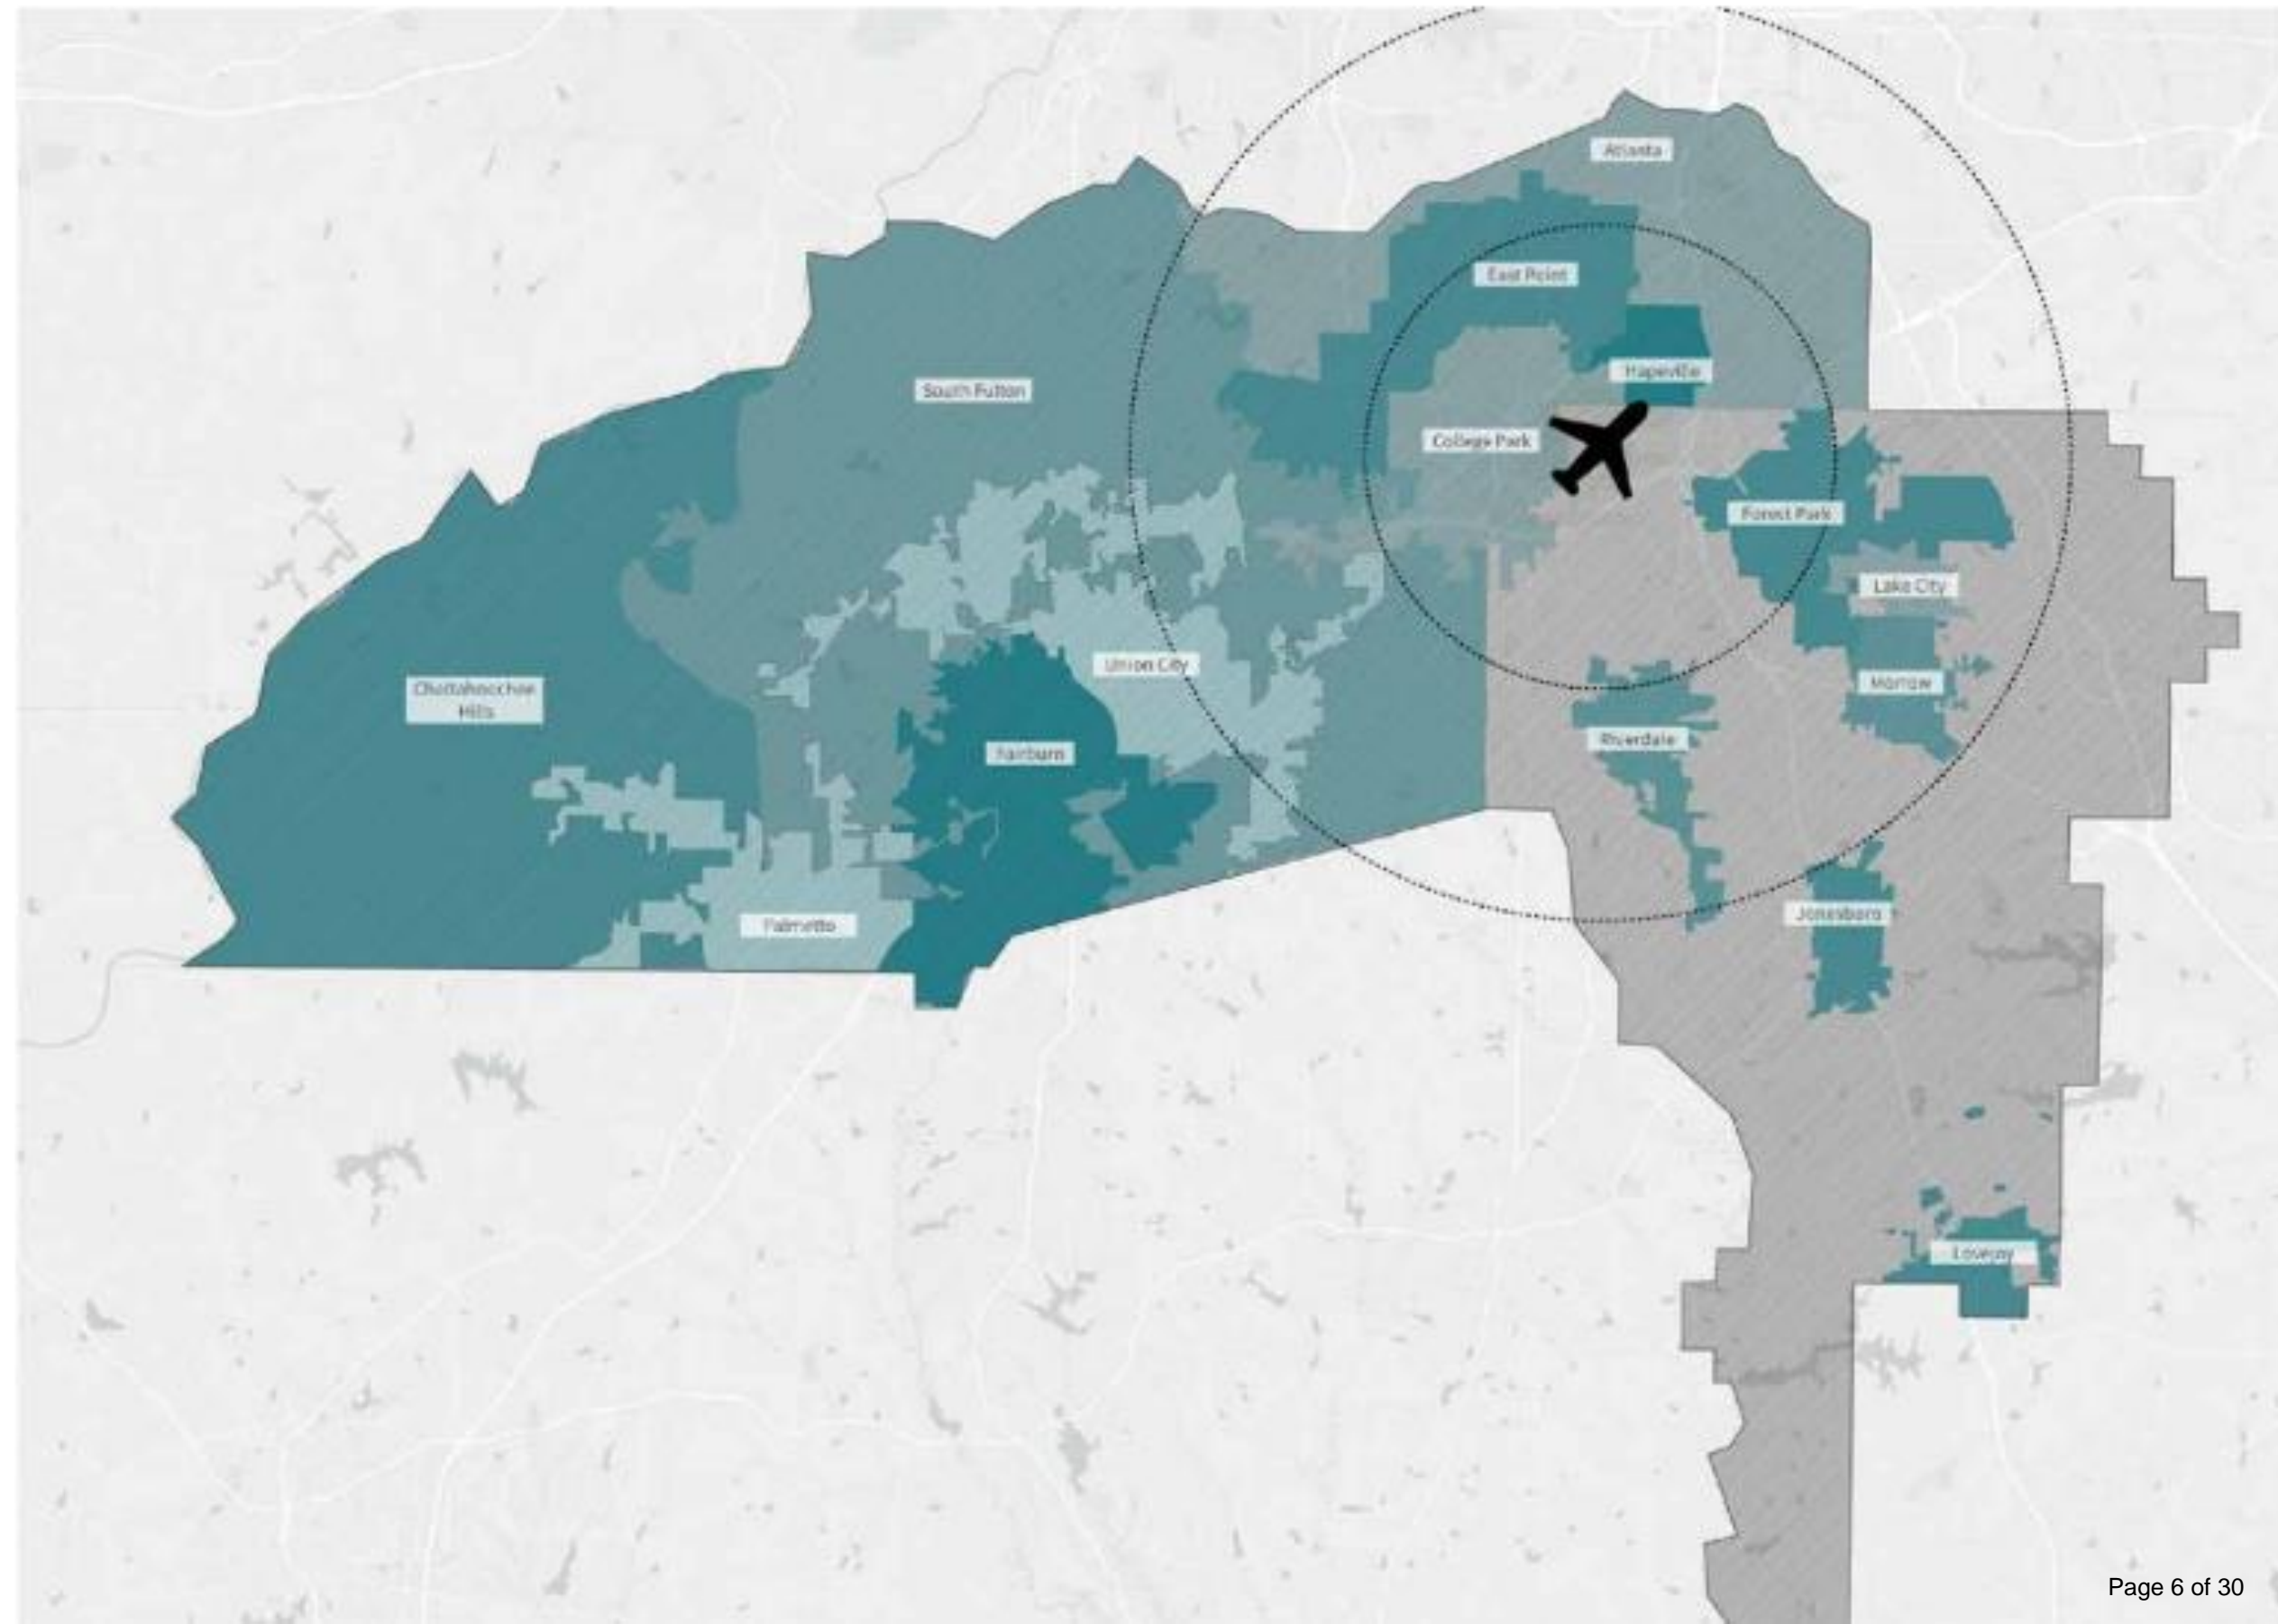 Atlanta
East Point
Hapeville
South Fulton
College Park
Forest Park
Lake City
Union City
Morrow
Chattahoochee
Hills
Riverdale
Fairburn
Jonesboro
Palmetto
Lovejoy
Page 6 of 30